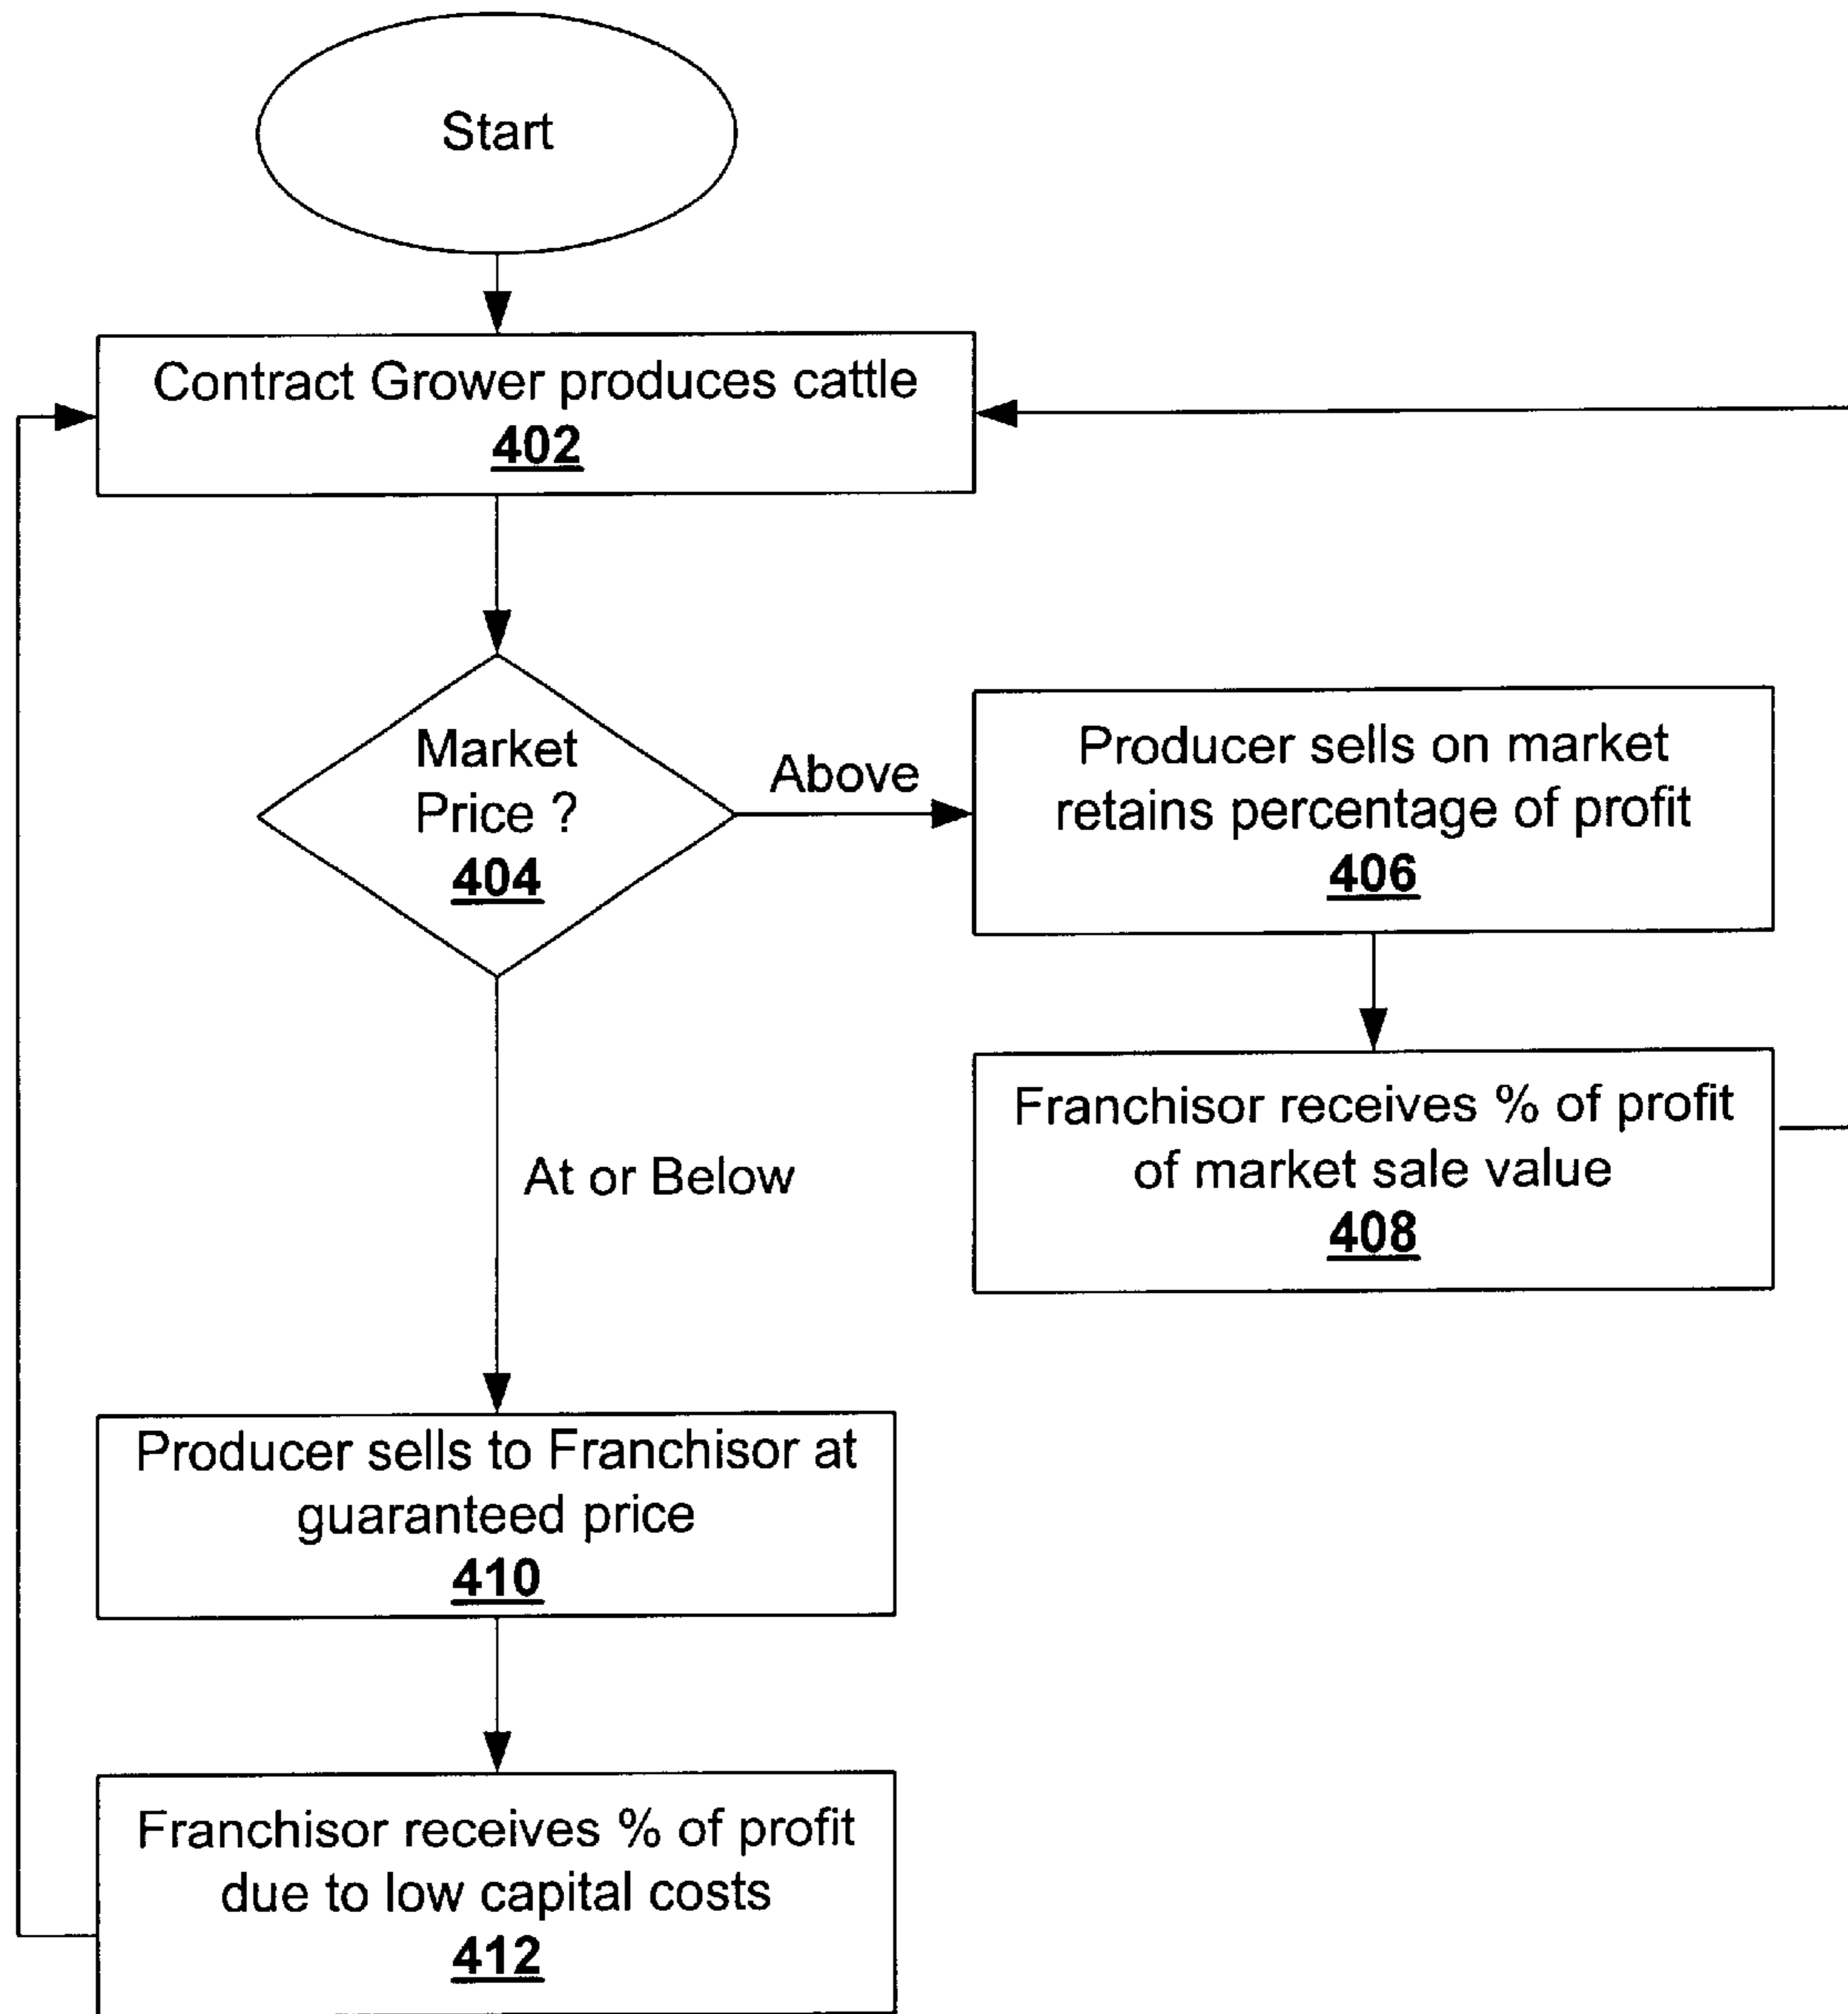 Start
Contract Grower produces cattle
402
Market
Price ?
404
Above
Producer sells on market
retains percentage of profit
406
Franchisor receives % of profit
of market sale value
408
At or Below
Producer sells to Franchisor at
guaranteed price
410
Franchisor receives % of profit
due to low capital costs
412